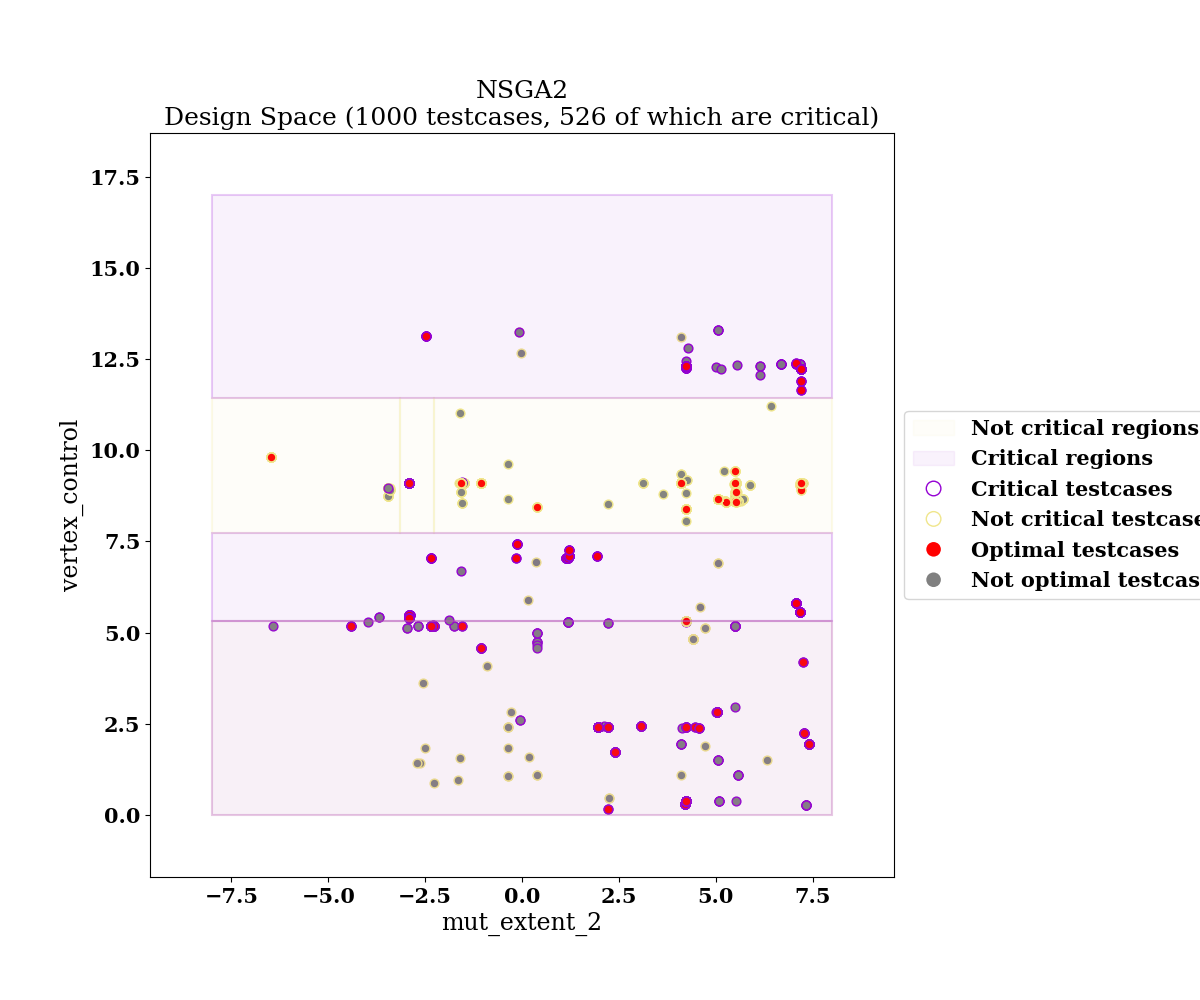 NSGA2
Design Space (1000 testcases, 526 of which are critical)
17.5
15.0
12.5
10.0
7.5
5.0
2.5
0.0
vertex_control
−7.5
−5.0
−2.5
0.0
2.5
5.0
7.5
mut_extent_2
Not critical regions
Critical regions
Critical testcases
Not critical testcase
Optimal testcases
Not optimal testcas